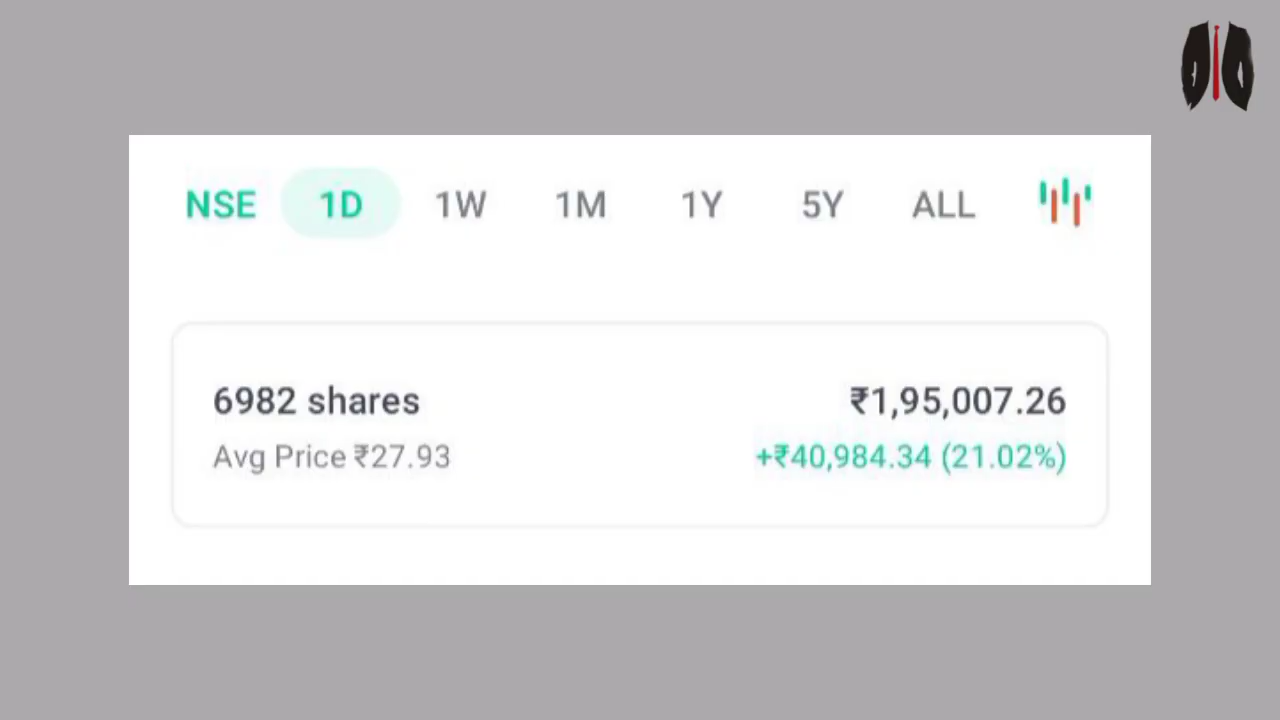 NSE 1D 1W 1M 1Y 5Y ALL
6982 shares ₹1,95,007.26
Avg Price ₹27.93 +₹40,984.34 (21.02%)